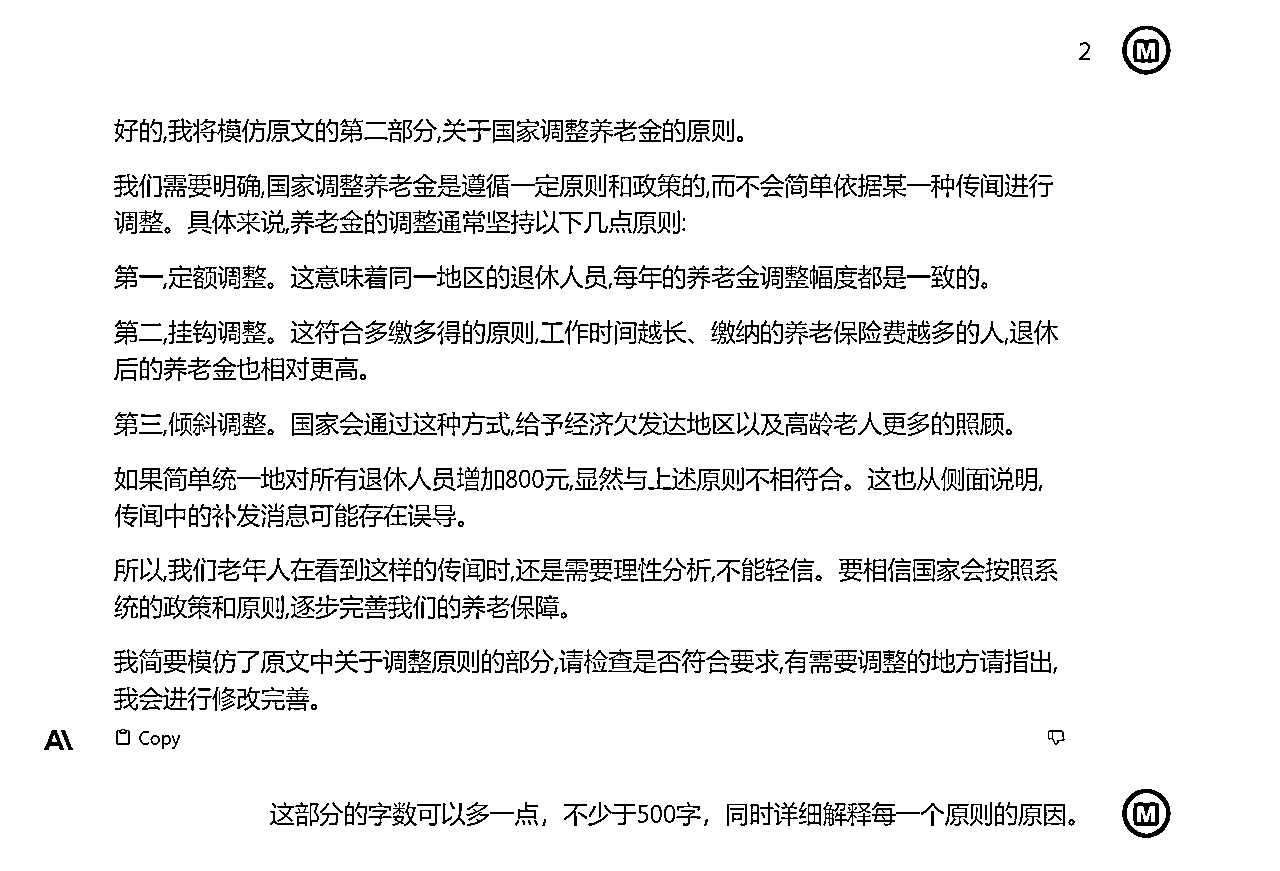 2
好的,我将模仿原文的第二部分,关于国家调整养老金的原则。
我们需要明确,国家调整养老金是遵循一定原则和政策的,而不会简单依据某一种传闻进行
调整。具体来说,养老金的调整通常坚持以下几点原则:
第一,定额调整。这意味着同一地区的退休人员,每年的养老金调整幅度都是一致的。
第二,挂钩调整。这符合多缴多得的原则,工作时间越长、缴纳的养老保险费越多的人,退休
后的养老金也相对更高。
第三,倾斜调整。国家会通过这种方式,给予经济欠发达地区以及高龄老人更多的照顾。
如果简单统一地对所有退休人员增加800元,显然与上述原则不相符合。这也从侧面说明,
传闻中的补发消息可能存在误导。
所以,我们老年人在看到这样的传闻时,还是需要理性分析,不能轻信。要相信国家会按照系
统的政策和原则,逐步完善我们的养老保障。
我简要模仿了原文中关于调整原则的部分,请检查是否符合要求,有需要调整的地方请指出,
我会进行修改完善。
Copy
这部分的字数可以多一点，不少于500字，同时详细解释每一个原则的原因。